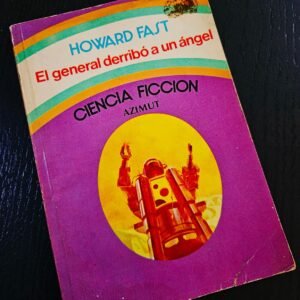 HOWARD FAST
El general derribó a un ángel
CIENCIA FICCION
AZIMUT